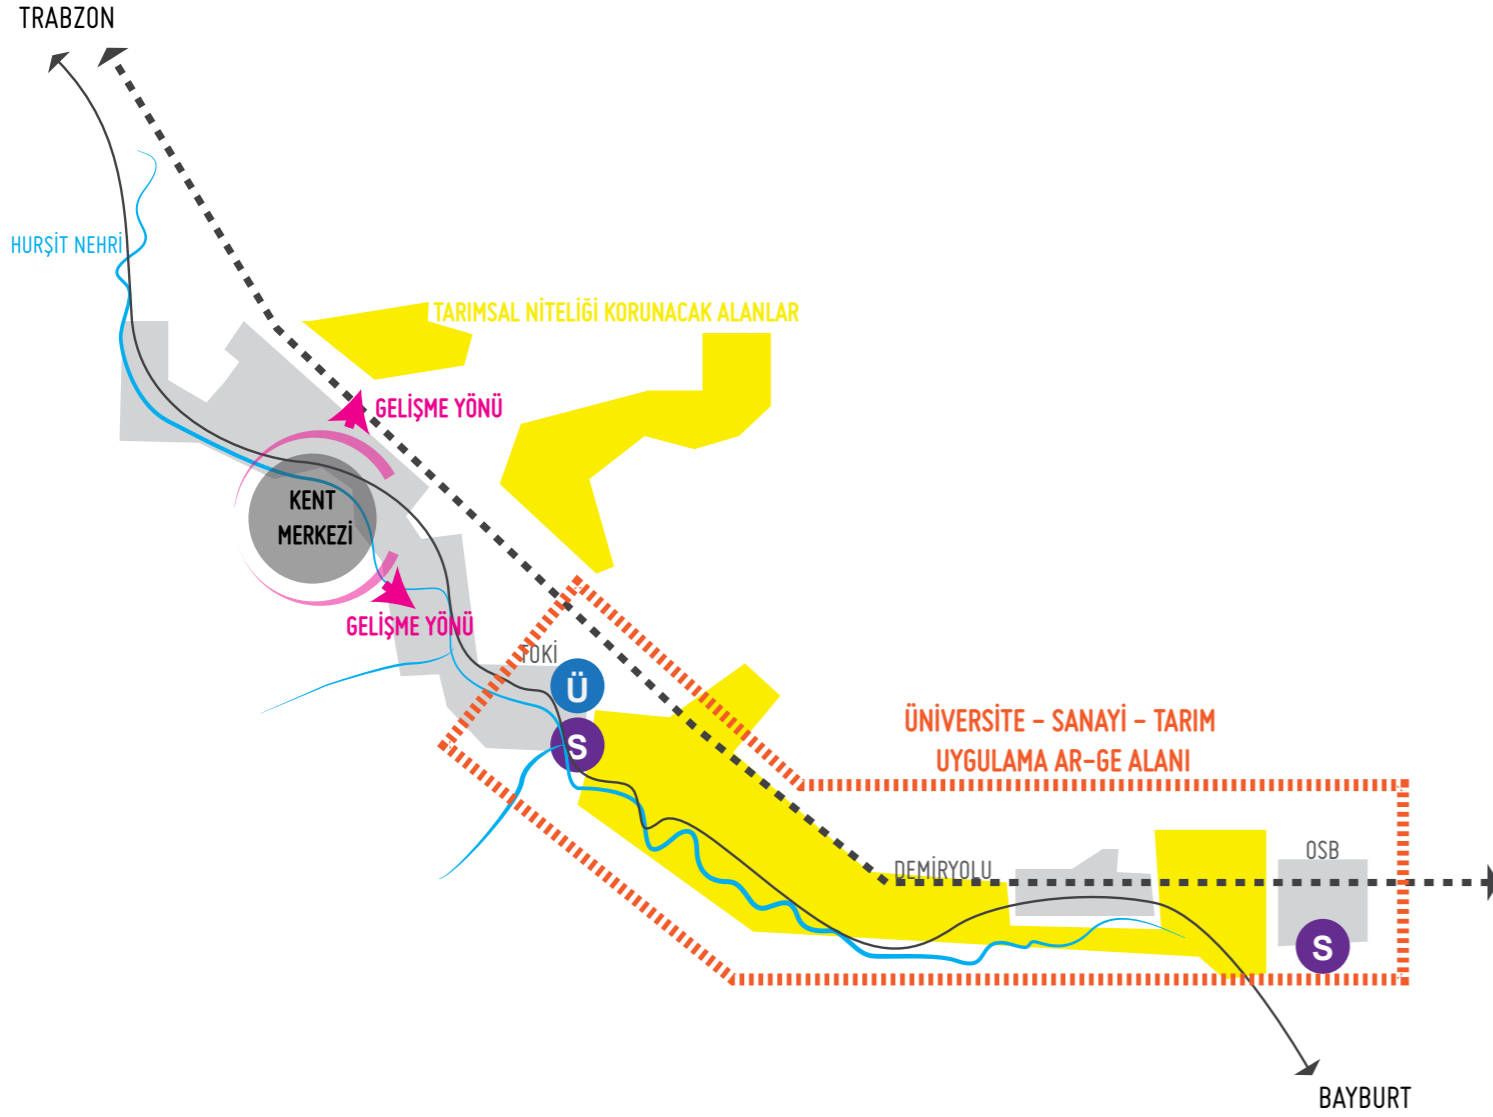 TRABZON
HURŞİT NEHRİ
TARIMSAL NİTELİĞİ KORUNACAK ALANLAR
GELİŞME YÖNÜ
KENT
MERKEZİ
GELİŞME YÖNÜ
TOKİ
Ü
S
ÜNİVERSİTE - SANAYİ - TARIM
UYGULAMA AR-GE ALANI
DEMİRYOLU
OSB
S
BAYBURT